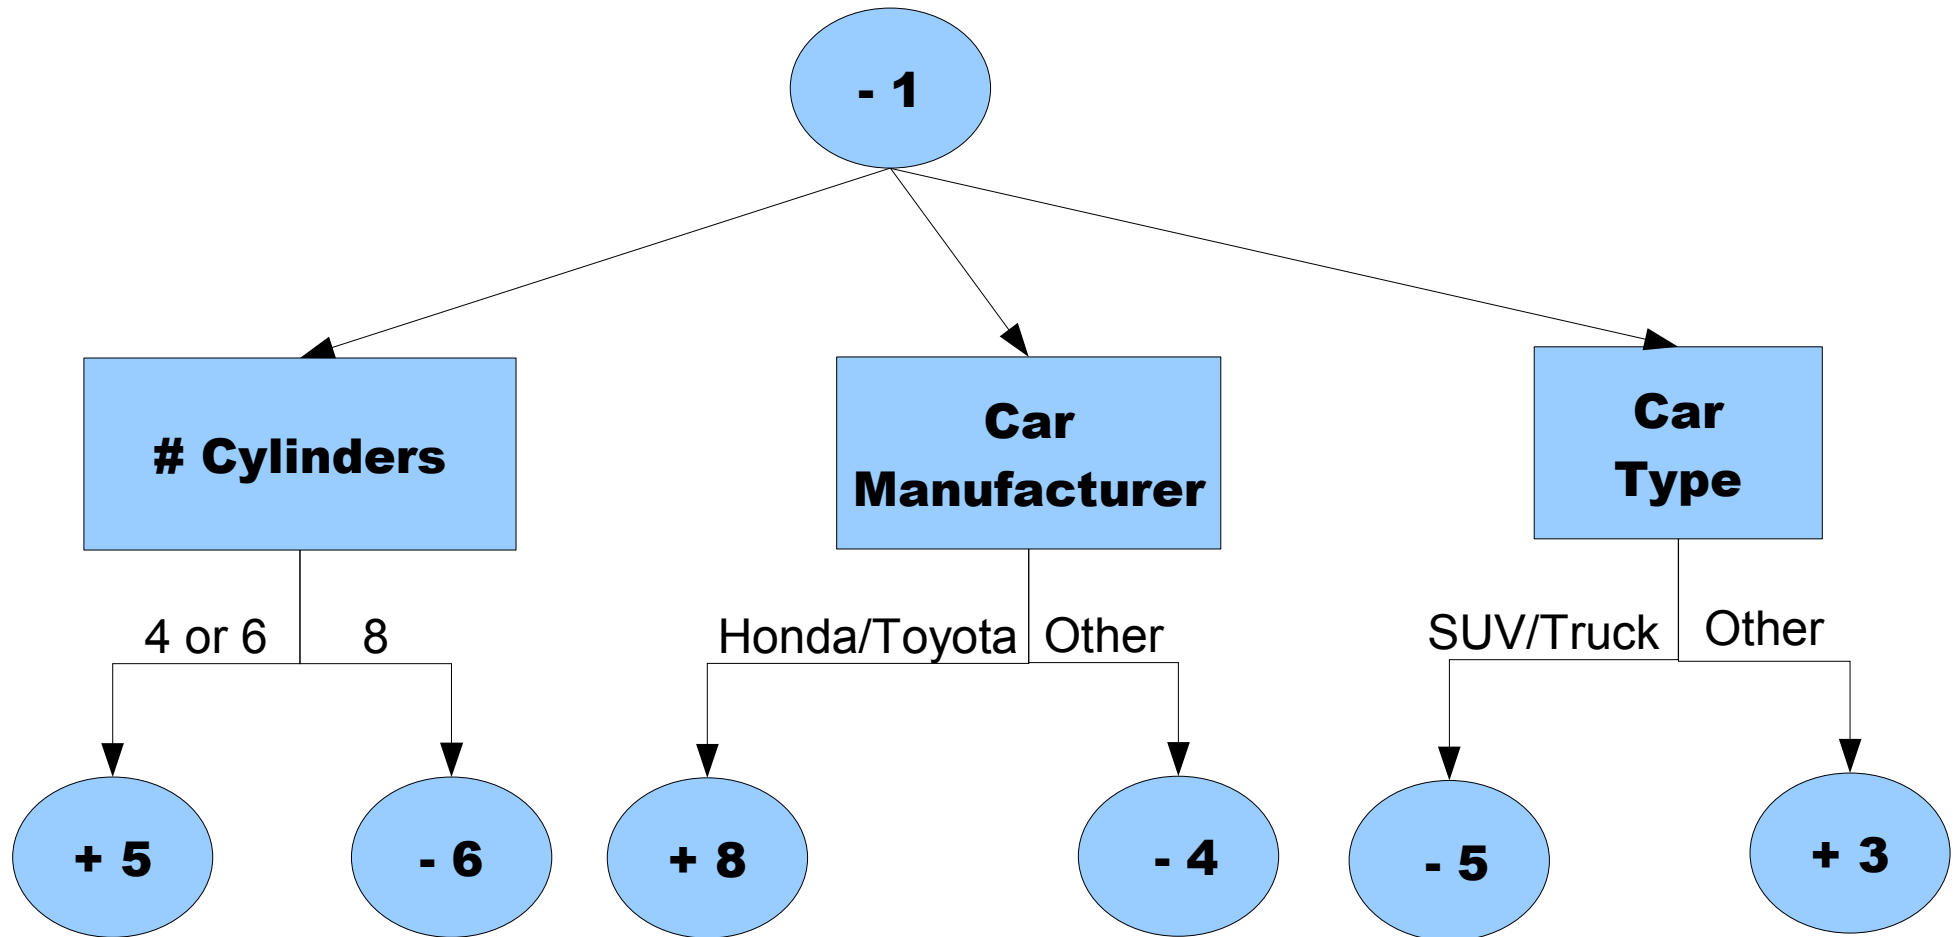 - 1
# Cylinders
Car
Manufacturer
Car
Type
4 or 6
8
Honda/Toyota
Other
SUV/Truck
Other
+ 5
- 6
+ 8
- 4
- 5
+ 3